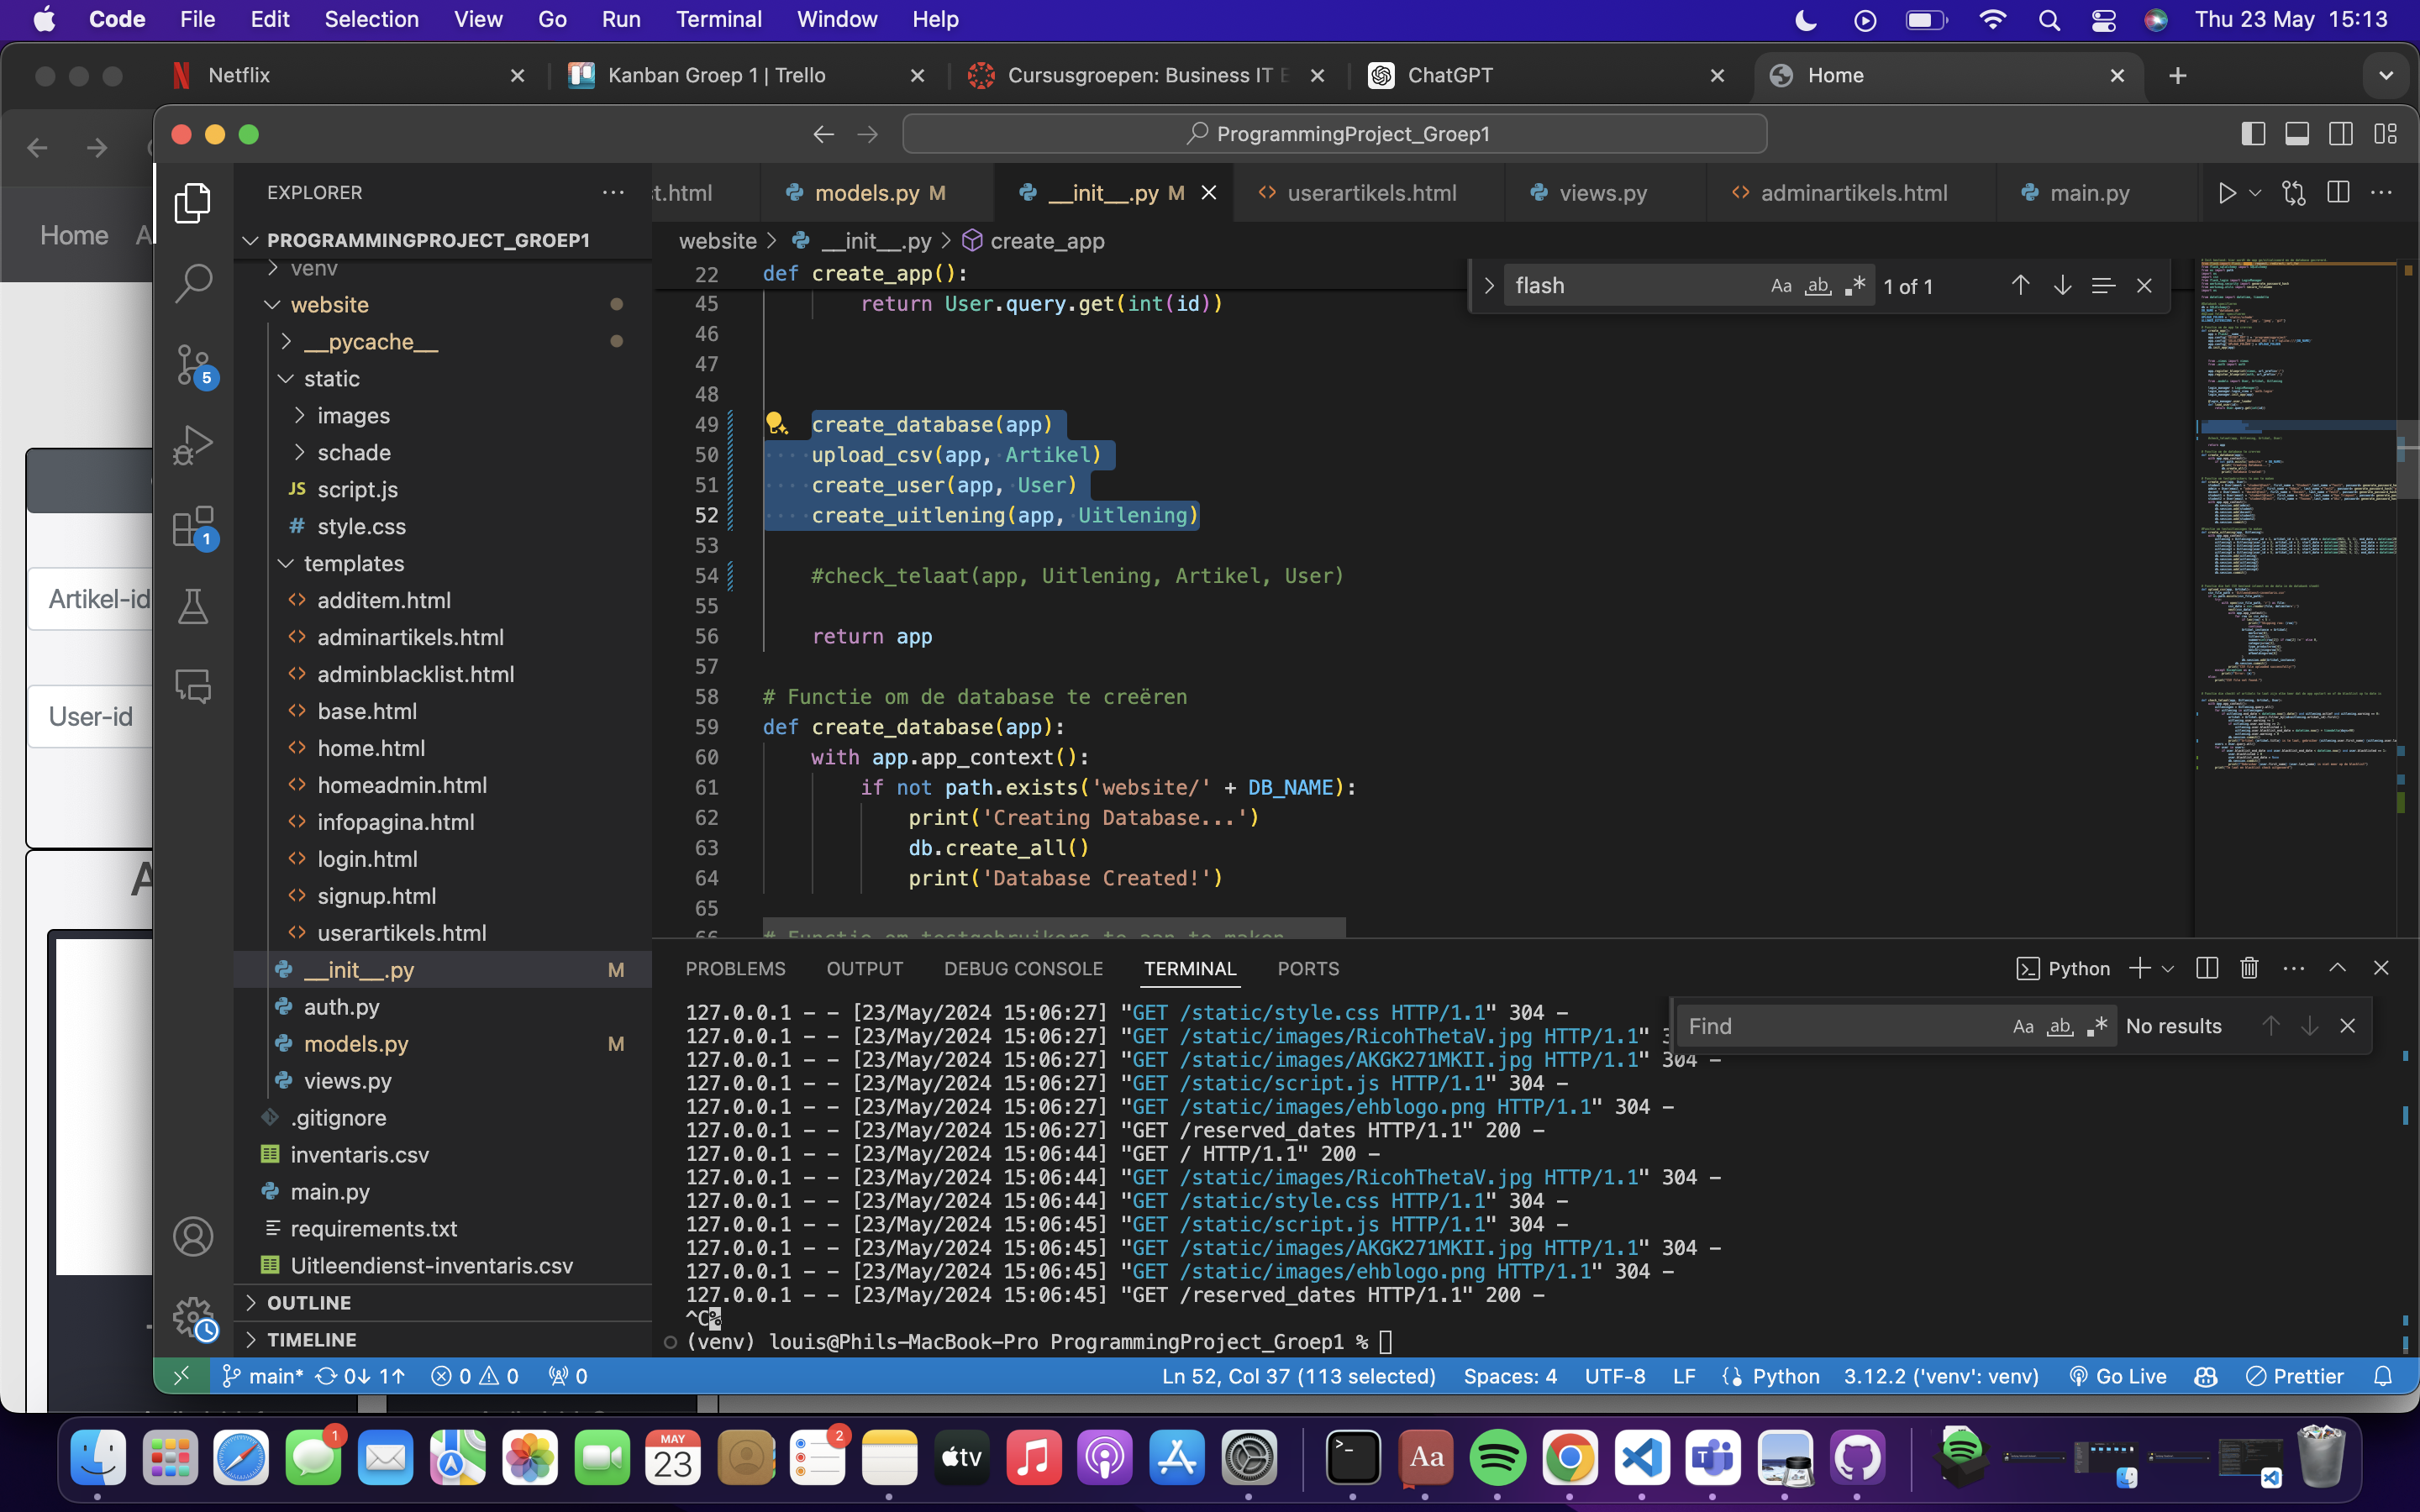 Code File Edit Selection View Go Run Terminal Window Help Thu 23 May 15:13
Netflix Kanban Groep 1 | Trello Cursusgroepen: Business IT ChatGPT Home
ProgrammingProject_Groep1
Home
EXPLORER
t.html models.py M __init__.py M userartikels.html views.py adminartikels.html main.py
PROGRAMMINGPROJECT_GROEP1
website > __init__.py > create_app
venv
website
__pycache__
static
images
schade
JS script.js
# style.css
templates
additem.html
adminartikels.html
adminblacklist.html
base.html
home.html
homeadmin.html
infopagina.html
login.html
signup.html
userartikels.html
__init__.py M
auth.py
models.py M
views.py
.gitignore
inventaris.csv
main.py
requirements.txt
Uitleendienst-inventaris.csv
OUTLINE
TIMELINE
5
1
Artikel-id
User-id
A
flash Aa ab 1 of 1
22 def create_app():
45 return User.query.get(int(id))
46
47
48
49 create_database(app)
50 upload_csv(app, Artikel)
51 create_user(app, User)
52 create_uitlening(app, Uitlening)
53
54 #check_telaat(app, Uitlening, Artikel, User)
55
56 return app
57
58 # Functie om de database te creëren
59 def create_database(app):
60 with app.app_context():
61 if not path.exists('website/' + DB_NAME):
62 print('Creating Database...')
63 db.create_all()
64 print('Database Created!')
65
66 # Functie om testgebruikers te aan te maken
PROBLEMS OUTPUT DEBUG CONSOLE TERMINAL PORTS Python
Find Aa ab No results
127.0.0.1 - - [23/May/2024 15:06:27] "GET /static/style.css HTTP/1.1" 304 -
127.0.0.1 - - [23/May/2024 15:06:27] "GET /static/images/RicohThetaV.jpg HTTP/1.1" 3
127.0.0.1 - - [23/May/2024 15:06:27] "GET /static/images/AKGK271MKII.jpg HTTP/1.1" 304 -
127.0.0.1 - - [23/May/2024 15:06:27] "GET /static/script.js HTTP/1.1" 304 -
127.0.0.1 - - [23/May/2024 15:06:27] "GET /static/images/ehblogo.png HTTP/1.1" 304 -
127.0.0.1 - - [23/May/2024 15:06:27] "GET /reserved_dates HTTP/1.1" 200 -
127.0.0.1 - - [23/May/2024 15:06:44] "GET / HTTP/1.1" 200 -
127.0.0.1 - - [23/May/2024 15:06:44] "GET /static/images/RicohThetaV.jpg HTTP/1.1" 304 -
127.0.0.1 - - [23/May/2024 15:06:44] "GET /static/style.css HTTP/1.1" 304 -
127.0.0.1 - - [23/May/2024 15:06:45] "GET /static/script.js HTTP/1.1" 304 -
127.0.0.1 - - [23/May/2024 15:06:45] "GET /static/images/AKGK271MKII.jpg HTTP/1.1" 304 -
127.0.0.1 - - [23/May/2024 15:06:45] "GET /static/images/ehblogo.png HTTP/1.1" 304 -
127.0.0.1 - - [23/May/2024 15:06:45] "GET /reserved_dates HTTP/1.1" 200 -
^C%
(venv) louis@Phils-MacBook-Pro ProgrammingProject_Groep1 %
main* 0↓ 1↑ 0 0 0 Ln 52, Col 37 (113 selected) Spaces: 4 UTF-8 LF Python 3.12.2 ('venv': venv) Go Live Prettier
1 MAY 23 2 tv Aa